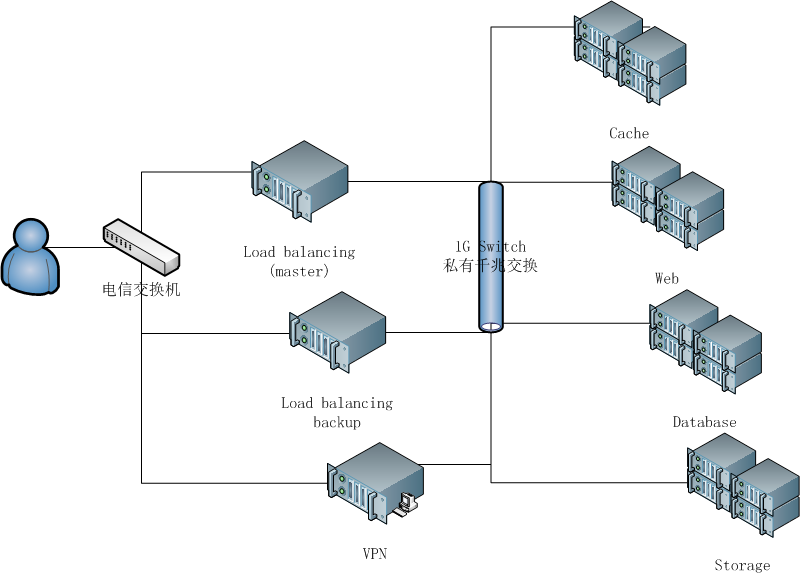 Cache
Load balancing
(master)
1G Switch
私有千兆交换
电信交换机
Web
Load balancing
backup
Database
VPN
Storage